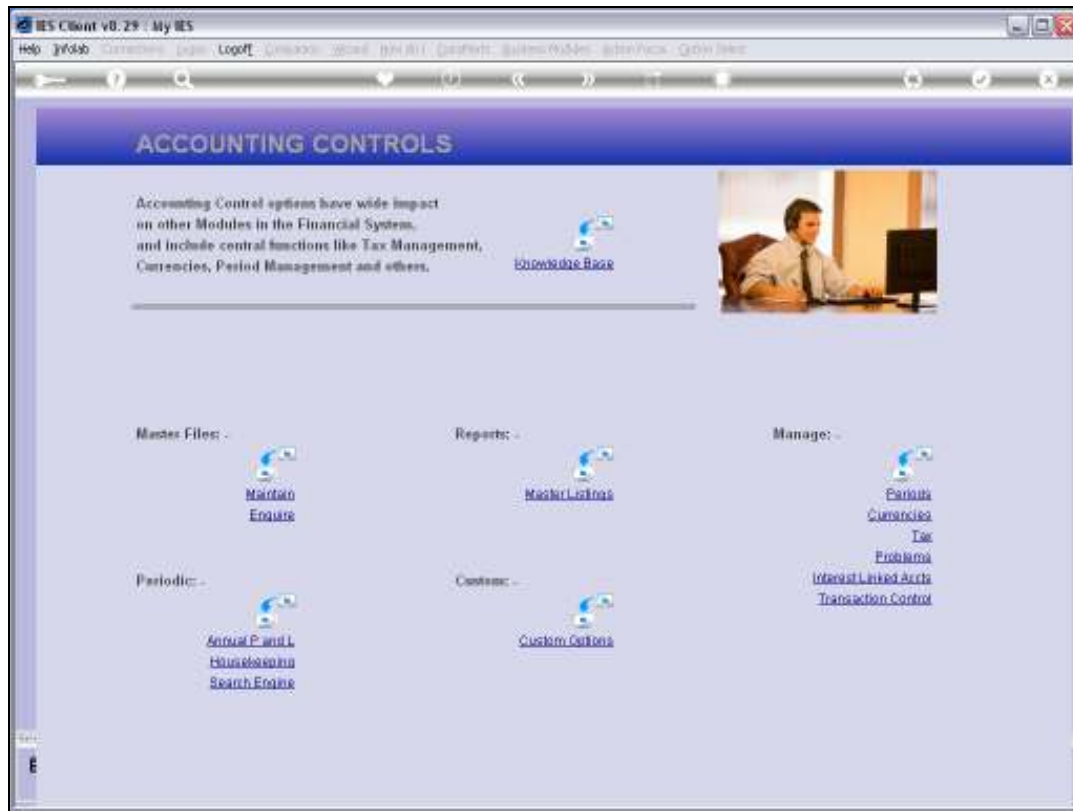 IES Client v0.29 : My IES
Help Infolab Logoff
ACCOUNTING CONTROLS
Accounting Control options have wide impact
on other Modules in the Financial System,
and include central functions like Tax Management,
Currencies, Period Management and others.
Knowledge Base
Master Files: -
Maintain
Enquire
Reports: -
Master Listings
Manage: -
Periods
Currencies
Tax
Problems
Interest Linked Accts
Transaction Control
Periodic: -
Annual P and L
Housekeeping
Search Engine
Custom: -
Custom Options